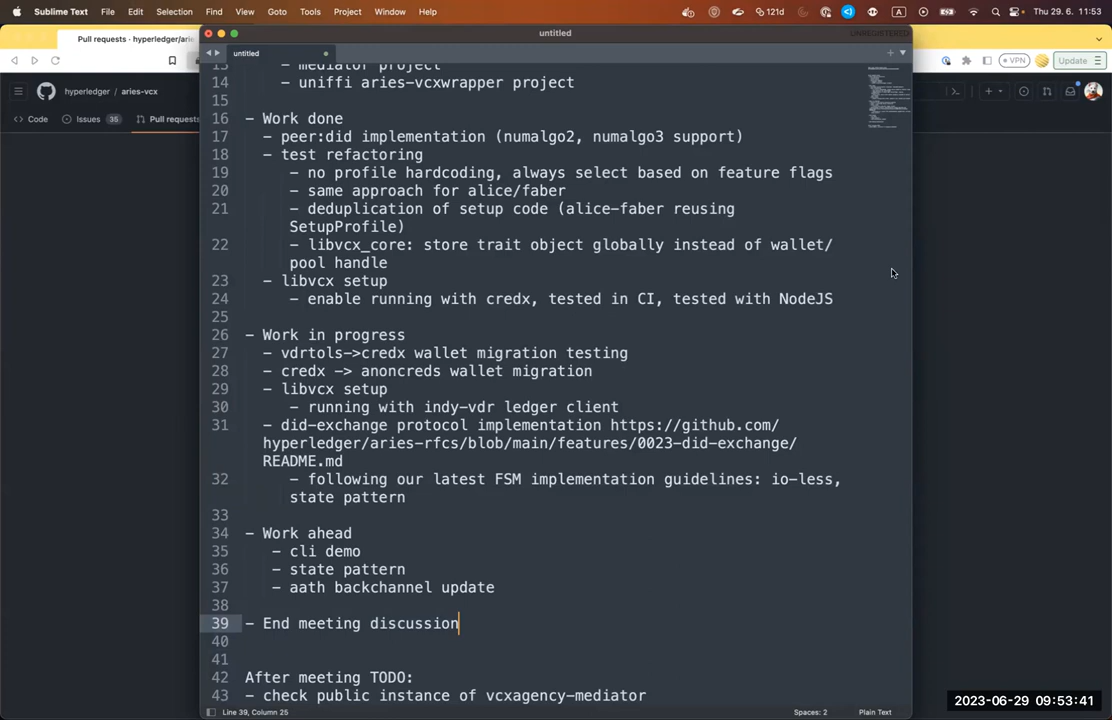 Sublime Text File Edit Selection Find View Goto Tools Project Window Help 121d A Thu 29. 6. 11:53
untitled UNREGISTERED
Pull requests · hyperledger/arie
untitled
VPN Update
13 - mediator project
hyperledger / aries-vcx
14 - uniffi aries-vcxwrapper project
15
Code Issues 35 Pull requests
16 - Work done
17 - peer:did implementation (numalgo2, numalgo3 support)
18 - test refactoring
19 - no profile hardcoding, always select based on feature flags
20 - same approach for alice/faber
21 - deduplication of setup code (alice-faber reusing
SetupProfile)
22 - libvcx_core: store trait object globally instead of wallet/
pool handle
23 - libvcx setup
24 - enable running with credx, tested in CI, tested with NodeJS
25
26 - Work in progress
27 - vdrtols->credx wallet migration testing
28 - credx -> anoncreds wallet migration
29 - libvcx setup
30 - running with indy-vdr ledger client
31 - did-exchange protocol implementation https://github.com/
hyperledger/aries-rfcs/blob/main/features/0023-did-exchange/
README.md
32 - following our latest FSM implementation guidelines: io-less,
state pattern
33
34 - Work ahead
35 - cli demo
36 - state pattern
37 - aath backchannel update
38
39 - End meeting discussion
40
41
42 After meeting TODO:
43 - check public instance of vcxagency-mediator
2023-06-29 09:53:41
Line 39, Column 25 Spaces: 2 Plain Text